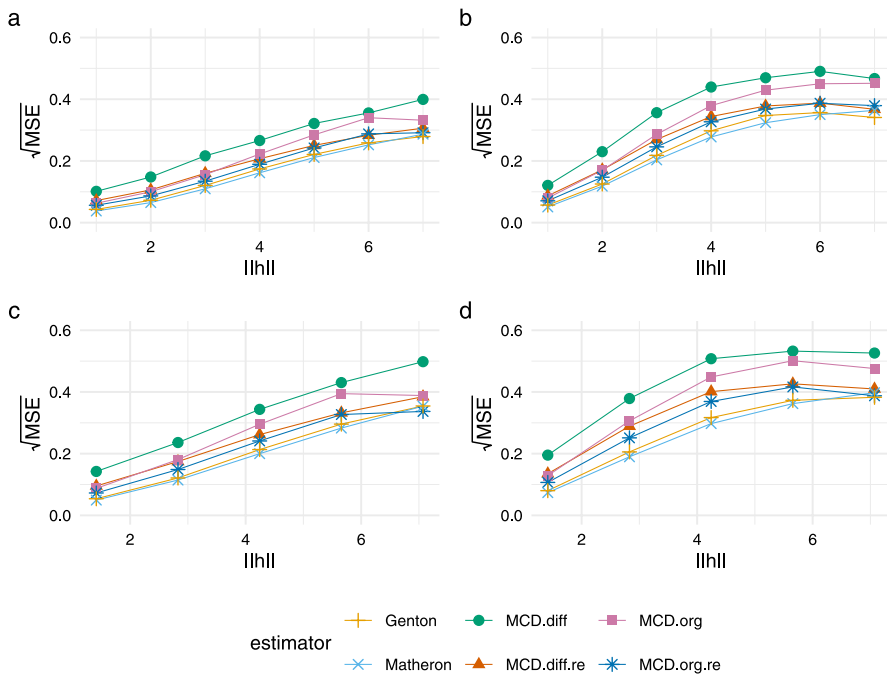 a
b
0.6
0.4
0.2
0.0
√MSE
2
4
6
||h||
0.6
0.4
0.2
0.0
√MSE
2
4
6
||h||
c
d
0.6
0.4
0.2
0.0
√MSE
2
4
6
||h||
0.6
0.4
0.2
0.0
√MSE
2
4
6
||h||
estimator
Genton
MCD.diff
MCD.org
Matheron
MCD.diff.re
MCD.org.re